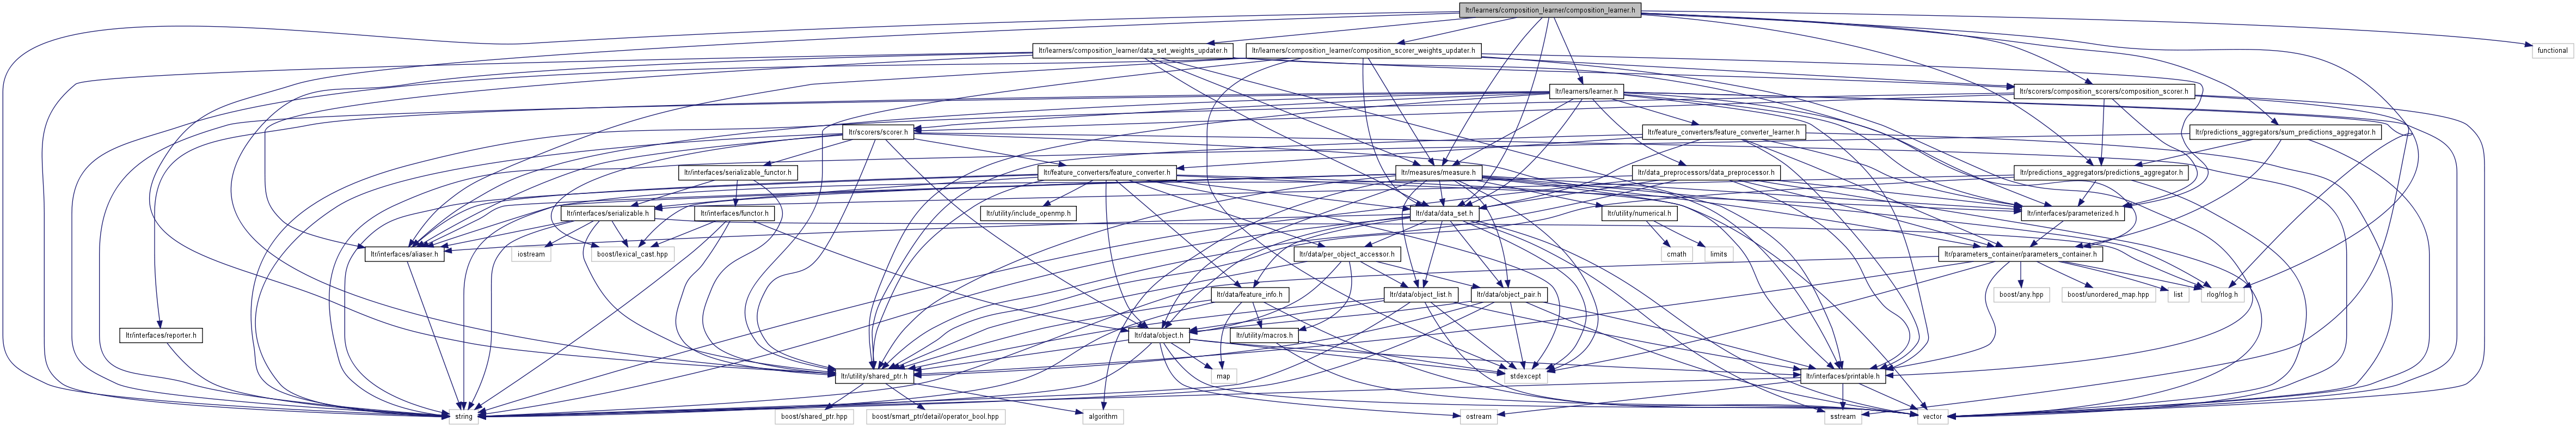 ltr/learners/composition_learner/composition_learner.h
ltr/learners/composition_learner/data_set_weights_updater.h
ltr/learners/composition_learner/composition_scorer_weights_updater.h
functional
ltr/learners/learner.h
ltr/scorers/composition_scorers/composition_scorer.h
ltr/scorers/scorer.h
ltr/feature_converters/feature_converter_learner.h
ltr/predictions_aggregators/sum_predictions_aggregator.h
ltr/interfaces/serializable_functor.h
ltr/feature_converters/feature_converter.h
ltr/measures/measure.h
ltr/data_preprocessors/data_preprocessor.h
ltr/predictions_aggregators/predictions_aggregator.h
ltr/interfaces/serializable.h
ltr/interfaces/functor.h
ltr/utility/include_openmp.h
ltr/data/data_set.h
ltr/utility/numerical.h
ltr/interfaces/parameterized.h
ltr/interfaces/aliaser.h
iostream
boost/lexical_cast.hpp
ltr/data/per_object_accessor.h
cmath
limits
ltr/parameters_container/parameters_container.h
ltr/data/feature_info.h
ltr/data/object_list.h
ltr/data/object_pair.h
boost/any.hpp
boost/unordered_map.hpp
list
rlog/rlog.h
ltr/interfaces/reporter.h
ltr/data/object.h
ltr/utility/macros.h
ltr/utility/shared_ptr.h
map
stdexcept
ltr/interfaces/printable.h
string
boost/shared_ptr.hpp
boost/smart_ptr/detail/operator_bool.hpp
algorithm
ostream
sstream
vector